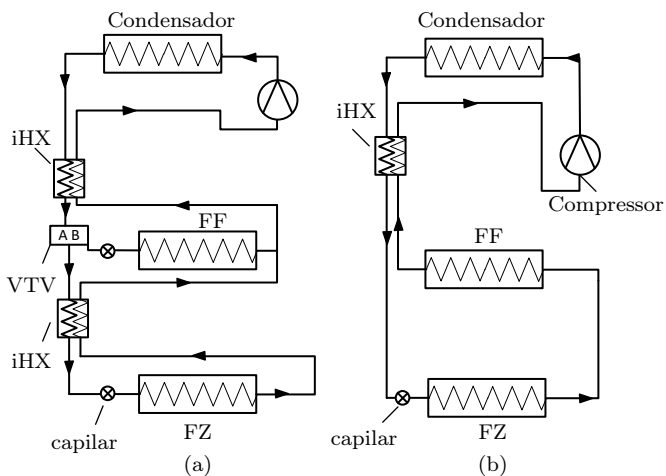 Condensador
iHX
A B
FF
VTV
iHX
capilar
FZ
(a)
Condensador
iHX
Compressor
FF
capilar
FZ
(b)